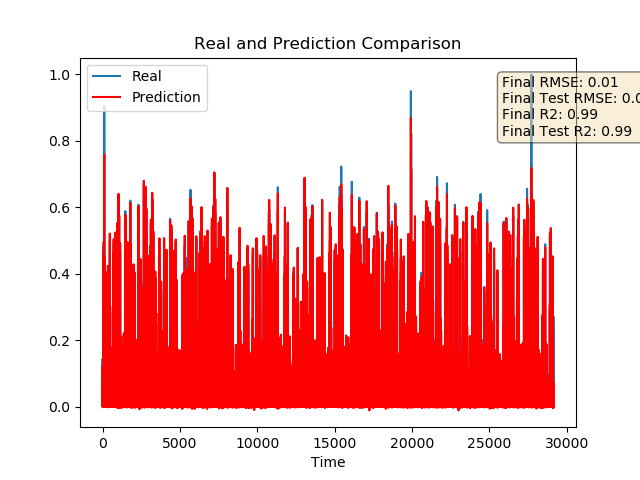 Real and Prediction Comparison
Real
Prediction
Final RMSE: 0.01
Final Test RMSE: 0.0
Final R2: 0.99
Final Test R2: 0.99
1.0
0.8
0.6
0.4
0.2
0.0
0 5000 10000 15000 20000 25000 30000
Time